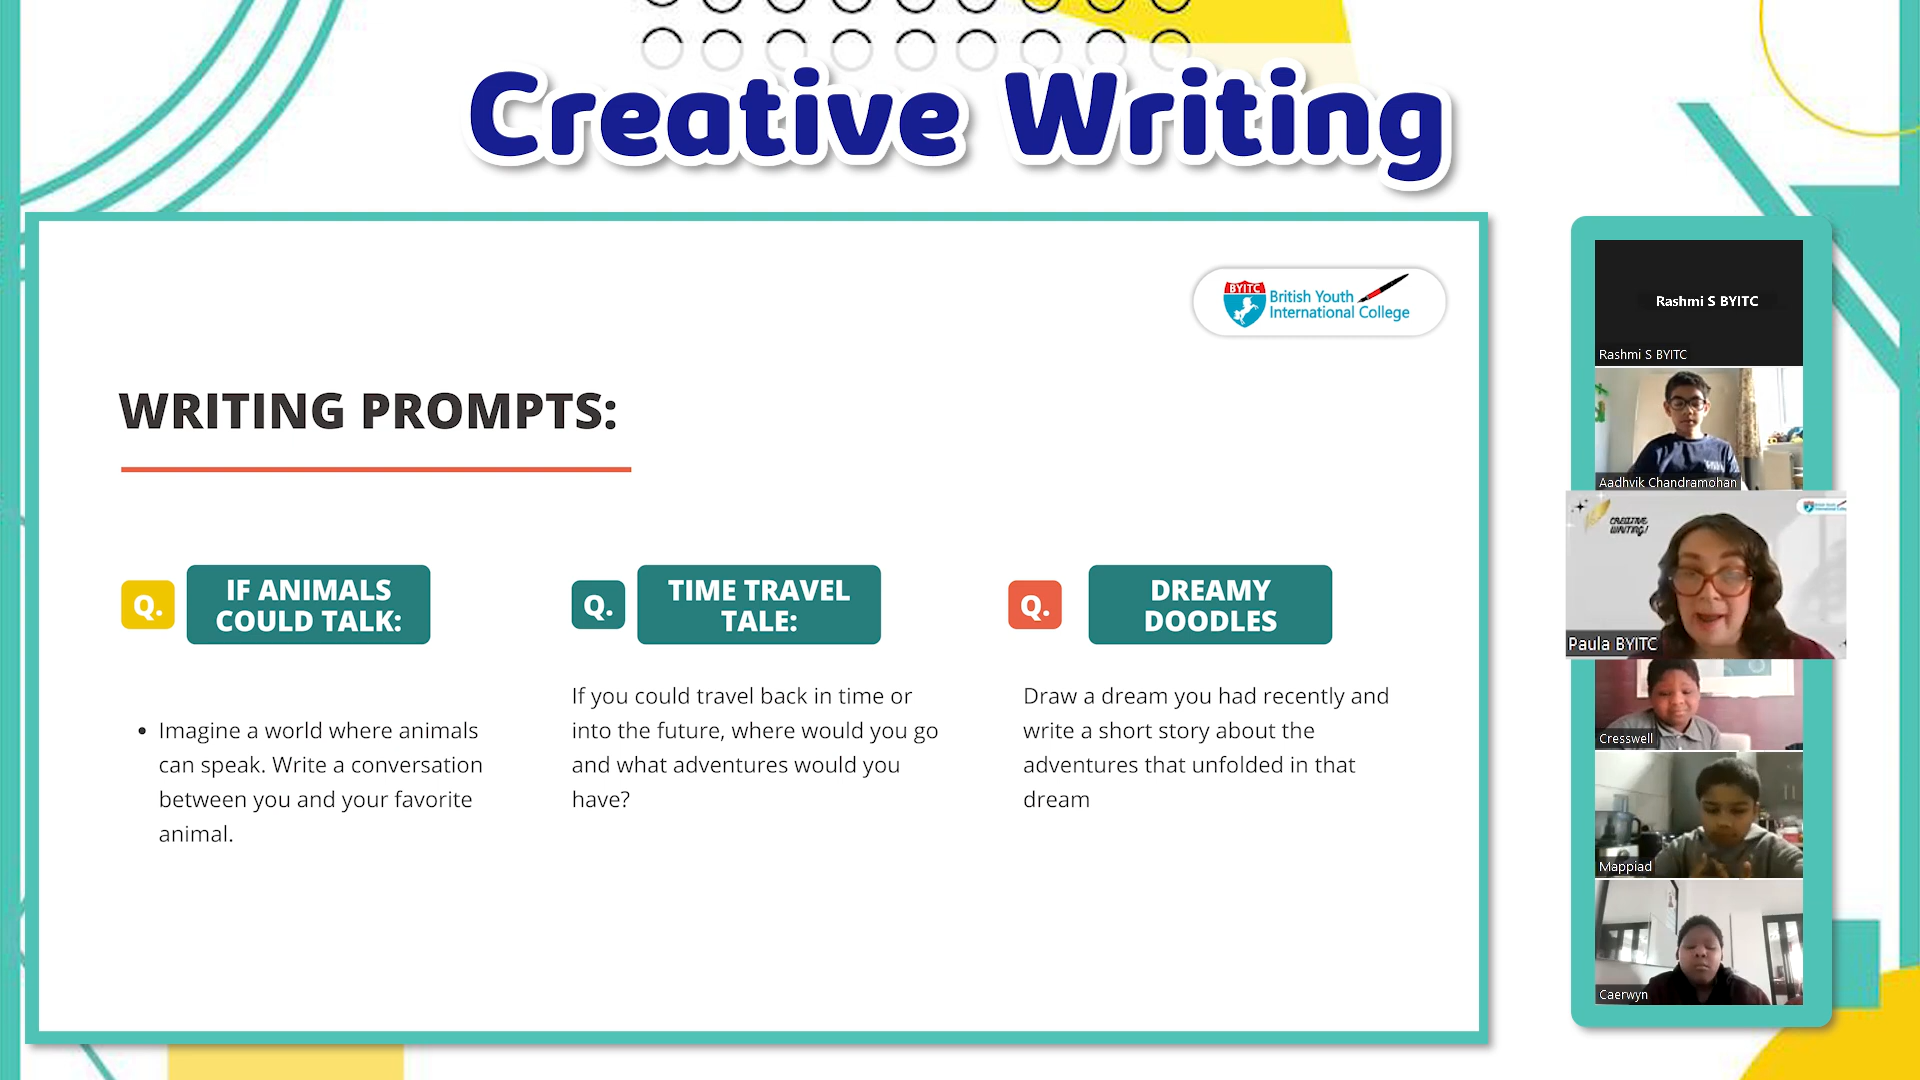 Creative Writing
BYITC
British Youth
International College
WRITING PROMPTS:
Q.
IF ANIMALS
COULD TALK:
• Imagine a world where animals
can speak. Write a conversation
between you and your favorite
animal.
Q.
TIME TRAVEL
TALE:
If you could travel back in time or
into the future, where would you go
and what adventures would you
have?
Q.
DREAMY
DOODLES
Draw a dream you had recently and
write a short story about the
adventures that unfolded in that
dream
Rashmi S BYITC
Rashmi S BYITC
Aadhvik Chandramohan
CREATIVE
WRITING!
Paula BYITC
Cresswell
Mappiad
Caerwyn